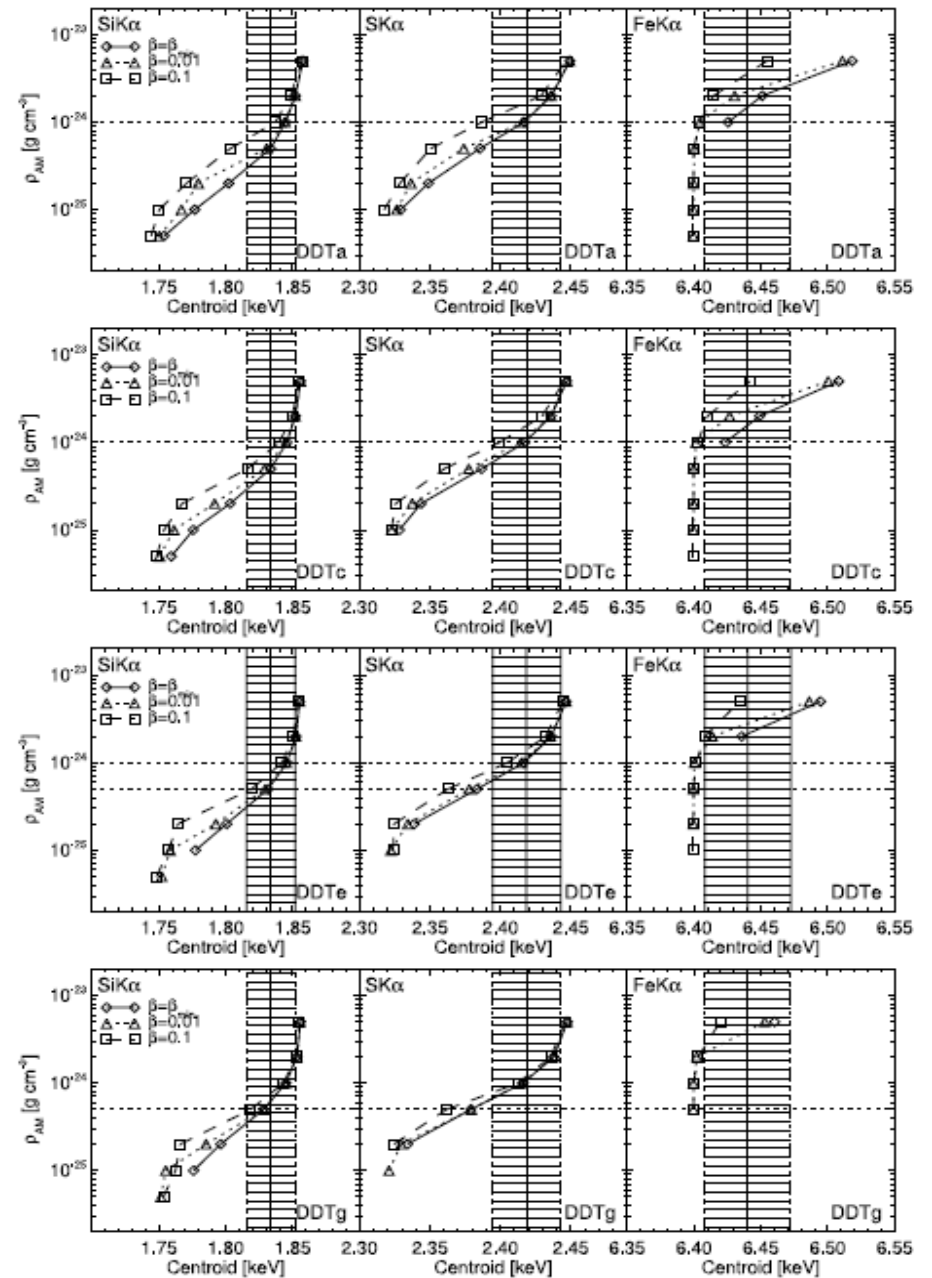 SiKα SKα FeKα
β=βmin
β=0.01
β=0.1
10-23
10-24
10-25
ρAM [g cm-3]
DDTa DDTa DDTa
1.75 1.80 1.85 2.30 2.35 2.40 2.45 6.35 6.40 6.45 6.50 6.55
Centroid [keV] Centroid [keV] Centroid [keV]
SiKα SKα FeKα
β=βmin
β=0.01
β=0.1
10-23
10-24
10-25
ρAM [g cm-3]
DDTc DDTc DDTc
1.75 1.80 1.85 2.30 2.35 2.40 2.45 6.35 6.40 6.45 6.50 6.55
Centroid [keV] Centroid [keV] Centroid [keV]
SiKα SKα FeKα
β=βmin
β=0.01
β=0.1
10-23
10-24
10-25
ρAM [g cm-3]
DDTe DDTe DDTe
1.75 1.80 1.85 2.30 2.35 2.40 2.45 6.35 6.40 6.45 6.50 6.55
Centroid [keV] Centroid [keV] Centroid [keV]
SiKα SKα FeKα
β=βmin
β=0.01
β=0.1
10-23
10-24
10-25
ρAM [g cm-3]
DDTg DDTg DDTg
1.75 1.80 1.85 2.30 2.35 2.40 2.45 6.35 6.40 6.45 6.50 6.55
Centroid [keV] Centroid [keV] Centroid [keV]